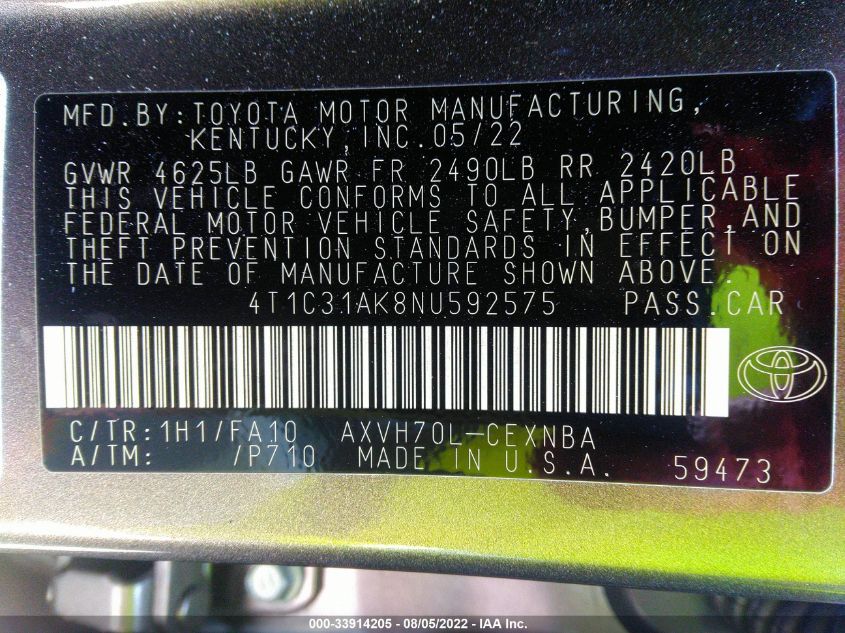 MFD.BY:TOYOTA MOTOR MANUFACTURING,
KENTUCKY,INC.05/22
GVWR 4625LB GAWR FR 2490LB RR 2420LB
THIS VEHICLE CONFORMS TO ALL APPLICABLE
FEDERAL MOTOR VEHICLE SAFETY,BUMPER,AND
THEFT PREVENTION STANDARDS IN EFFECT ON
THE DATE OF MANUFACTURE SHOWN ABOVE.
4T1C31AK8NU592575 PASS.CAR
C/TR:1H1/FA10 AXVH70L-CEXNBA
A/TM: /P710 MADE IN U.S.A. 59473
000-33914205 - 08/05/2022 - IAA Inc.